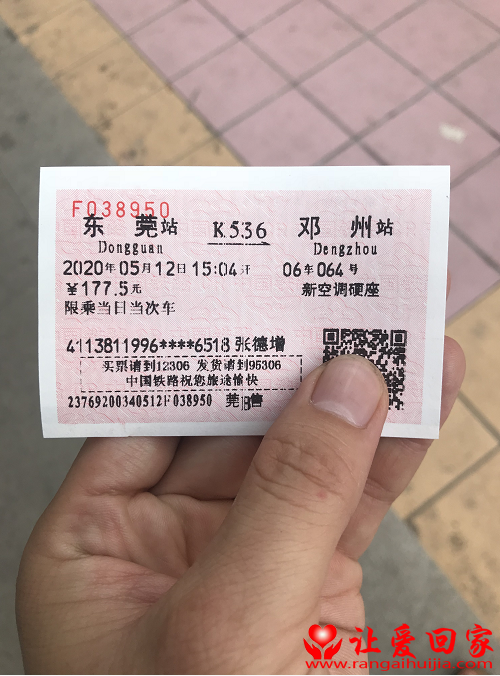 F038950
东莞站 K536 邓州站
Dongguan Dengzhou
2020年05月12日15:04开 06车064号
￥177.5元 新空调硬座
限乘当日当次车
4113811996****6518 张德增
买票请到12306 发货请到95306
中国铁路祝您旅途愉快
23769200340512F038950 莞 售
让爱回家
www.rangaihuijia.com